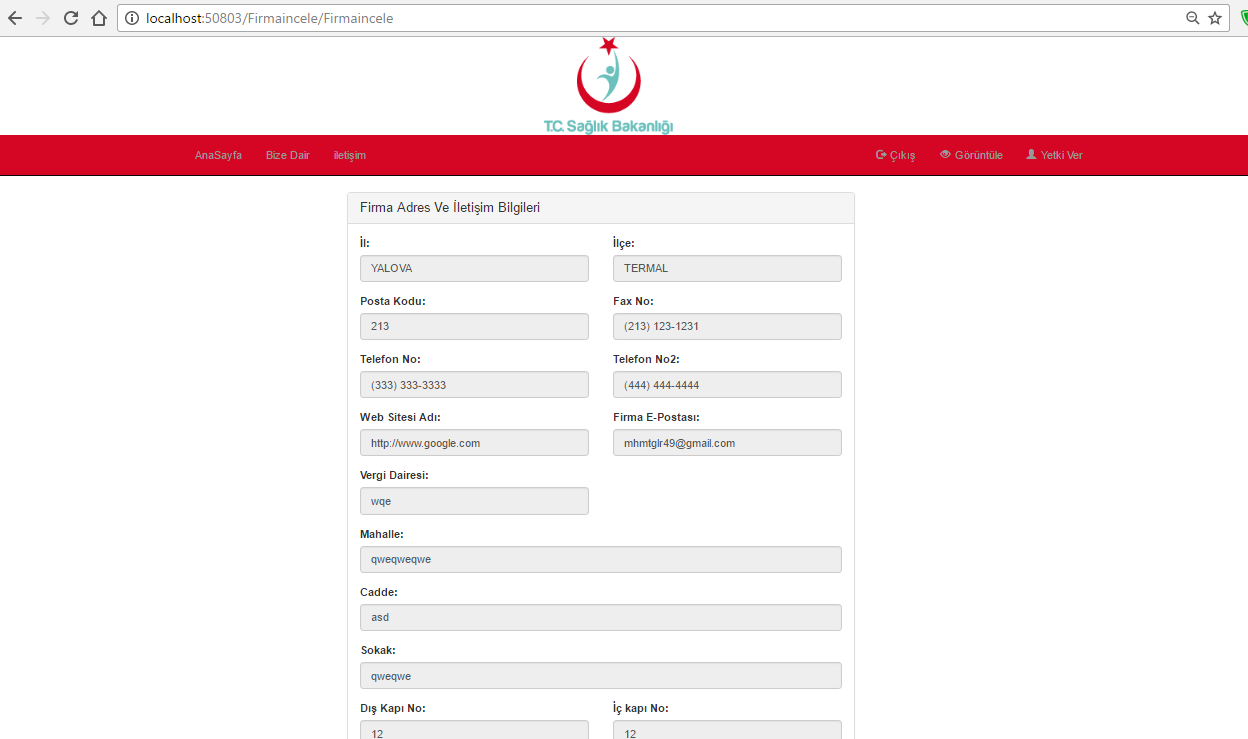 localhost:50803/Firmaincele/Firmaincele
T.C. Sağlık Bakanlığı
AnaSayfa Bize Dair iletişim Çıkış Görüntüle Yetki Ver
Firma Adres Ve İletişim Bilgileri
İl: İlçe:
YALOVA TERMAL
Posta Kodu: Fax No:
213 (213) 123-1231
Telefon No: Telefon No2:
(333) 333-3333 (444) 444-4444
Web Sitesi Adı: Firma E-Postası:
http://www.google.com mhmtglr49@gmail.com
Vergi Dairesi:
wqe
Mahalle:
qweqweqwe
Cadde:
asd
Sokak:
qweqwe
Dış Kapı No: İç kapı No:
12 12